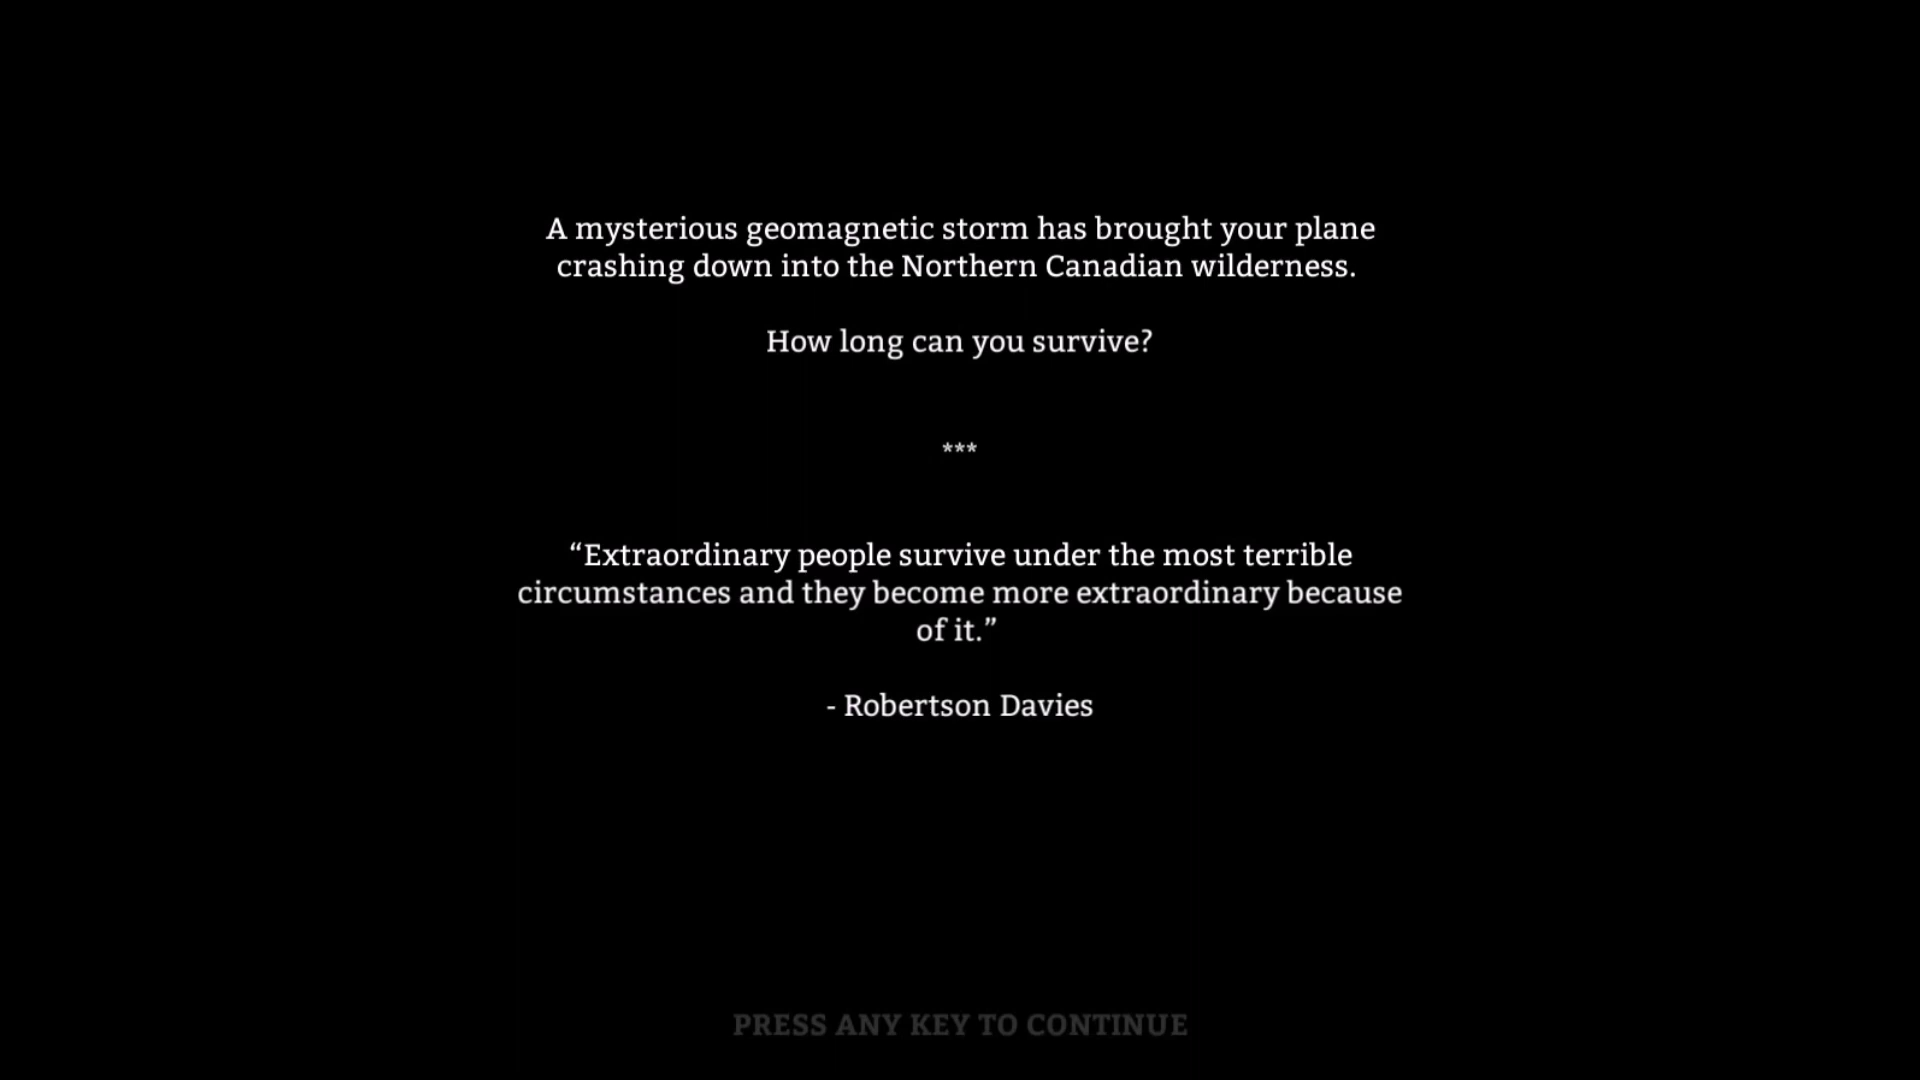 A mysterious geomagnetic storm has brought your plane
crashing down into the Northern Canadian wilderness.
How long can you survive?
***
“Extraordinary people survive under the most terrible
circumstances and they become more extraordinary because
of it.”
- Robertson Davies
PRESS ANY KEY TO CONTINUE